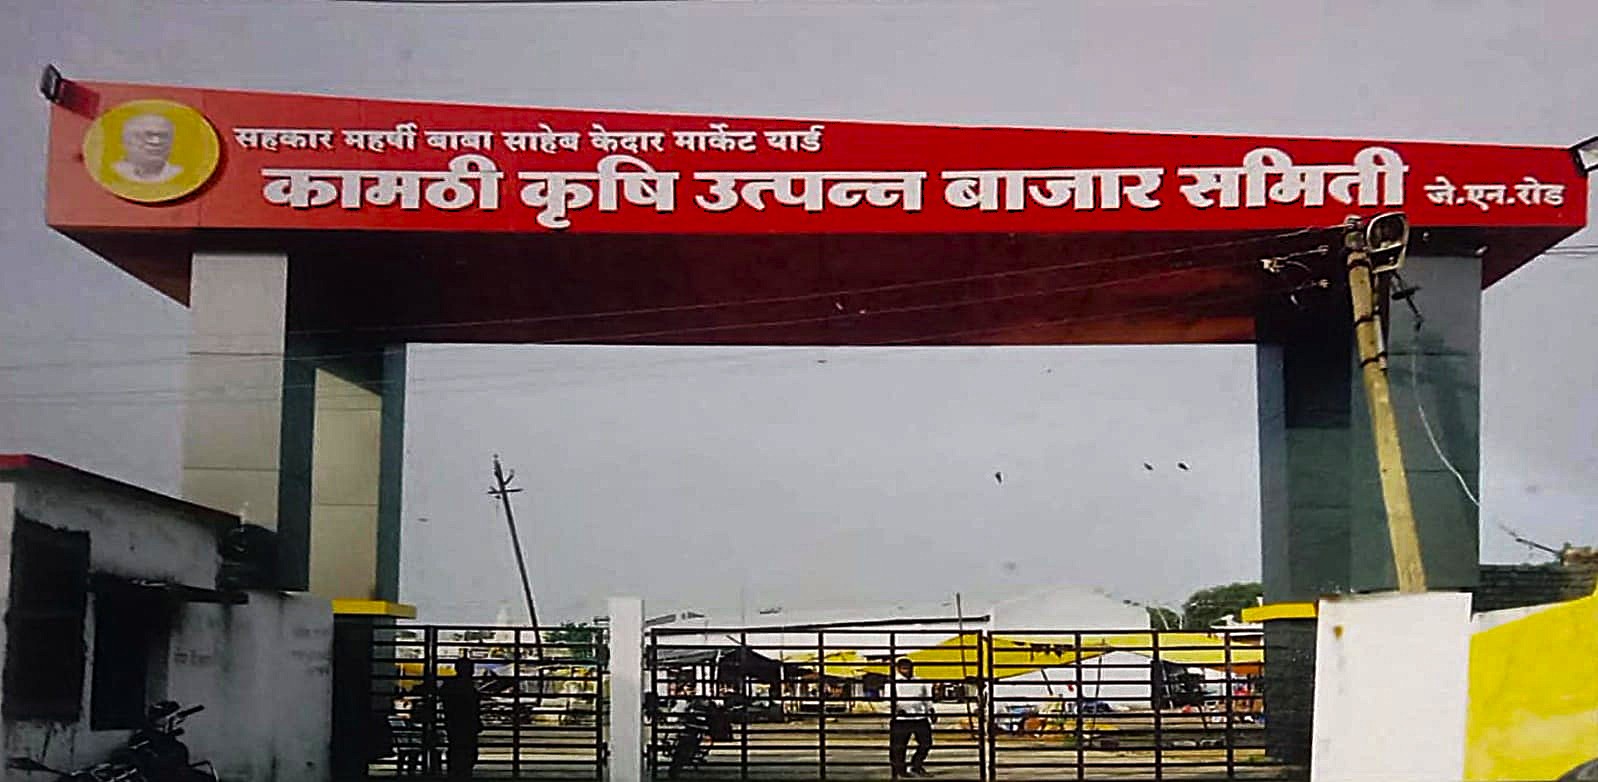 सहकार महर्षी बाबा साहेब केदार मार्केट यार्ड
कामठी कृषि उत्पन्न बाजार समिती जे.एन.रोड